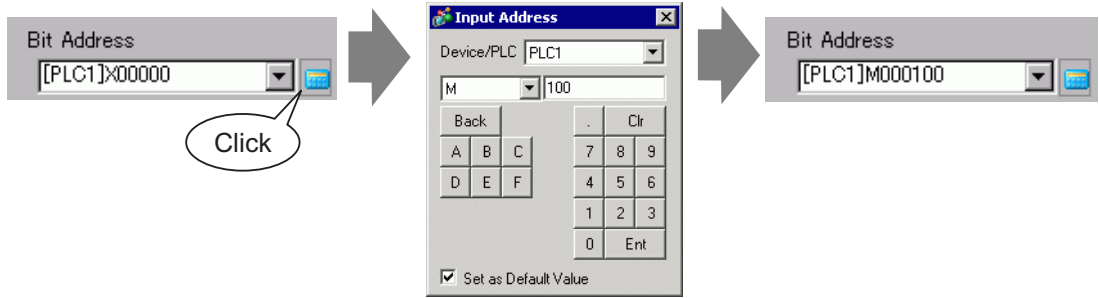 Bit Address
[PLC1]X00000
Click
Input Address
Device/PLC PLC1
M 100
Back . Clr
A B C 7 8 9
D E F 4 5 6
1 2 3
0 Ent
Set as Default Value
Bit Address
[PLC1]M000100